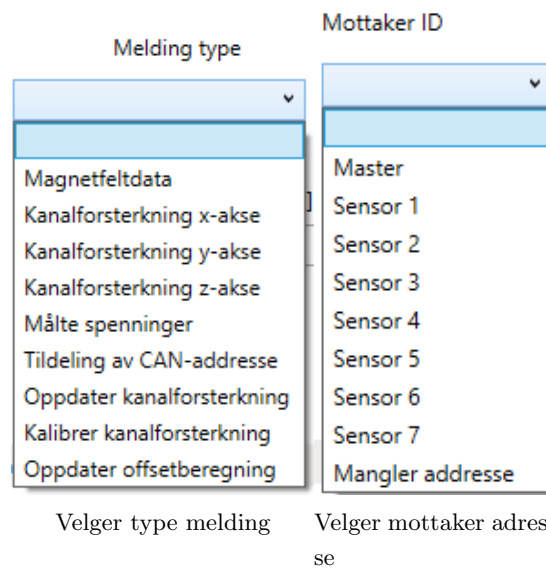 Melding type
Magnetfeltdata
Kanalforsterkning x-akse
Kanalforsterkning y-akse
Kanalforsterkning z-akse
Målte spenninger
Tildeling av CAN-addresse
Oppdater kanalforsterkning
Kalibrer kanalforsterkning
Oppdater offsetberegning
Velger type melding
Mottaker ID
]
Master
Sensor 1
Sensor 2
Sensor 3
Sensor 4
Sensor 5
Sensor 6
Sensor 7
Mangler addresse
Velger mottaker adres
se